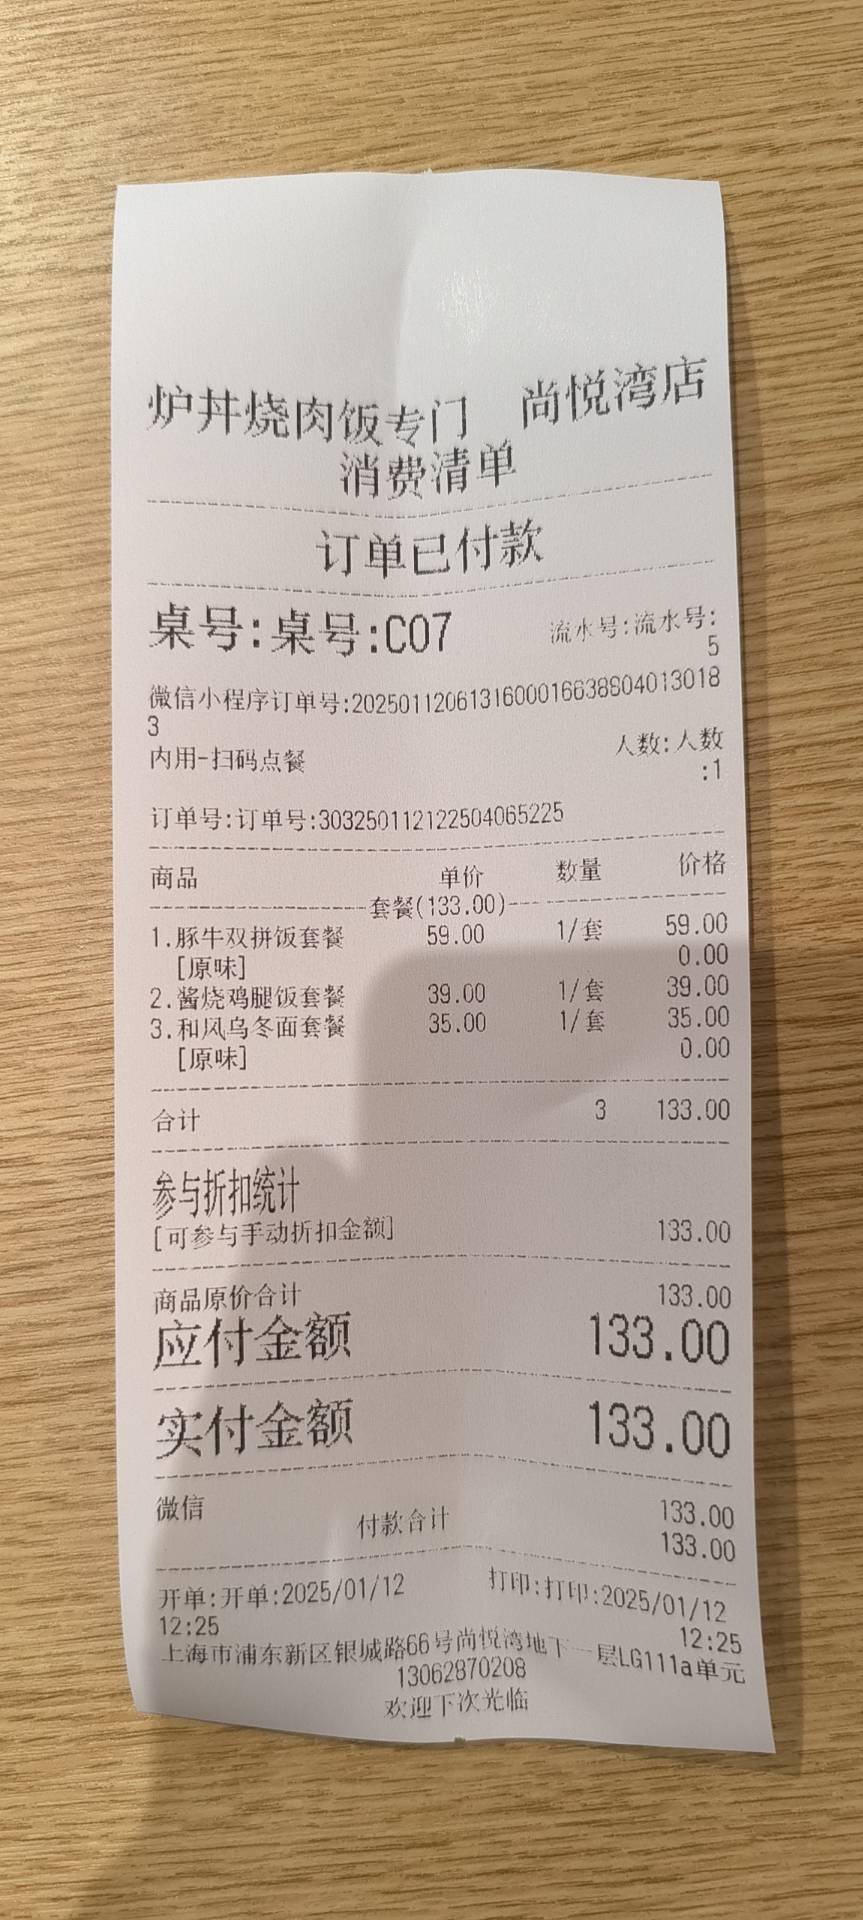 炉丼烧肉饭专门 尚悦湾店
消费清单
订单已付款
桌号:桌号:C07 流水号:流水号:
5
微信小程序订单号:2025011206131600016638804013018
3
内用-扫码点餐 人数:人数
:1
订单号:订单号:303250112122504065225
商品 单价 数量 价格
套餐(133.00)
1.豚牛双拼饭套餐 59.00 1/套 59.00
[原味] 0.00
2.酱烧鸡腿饭套餐 39.00 1/套 39.00
3.和风乌冬面套餐 35.00 1/套 35.00
[原味] 0.00
合计 3 133.00
参与折扣统计
[可参与手动折扣金额] 133.00
商品原价合计 133.00
应付金额 133.00
实付金额 133.00
微信 133.00
付款合计 133.00
开单:开单:2025/01/12 打印:打印:2025/01/12
12:25 12:25
上海市浦东新区银城路66号尚悦湾地下一层LG111a单元
13062870208
欢迎下次光临